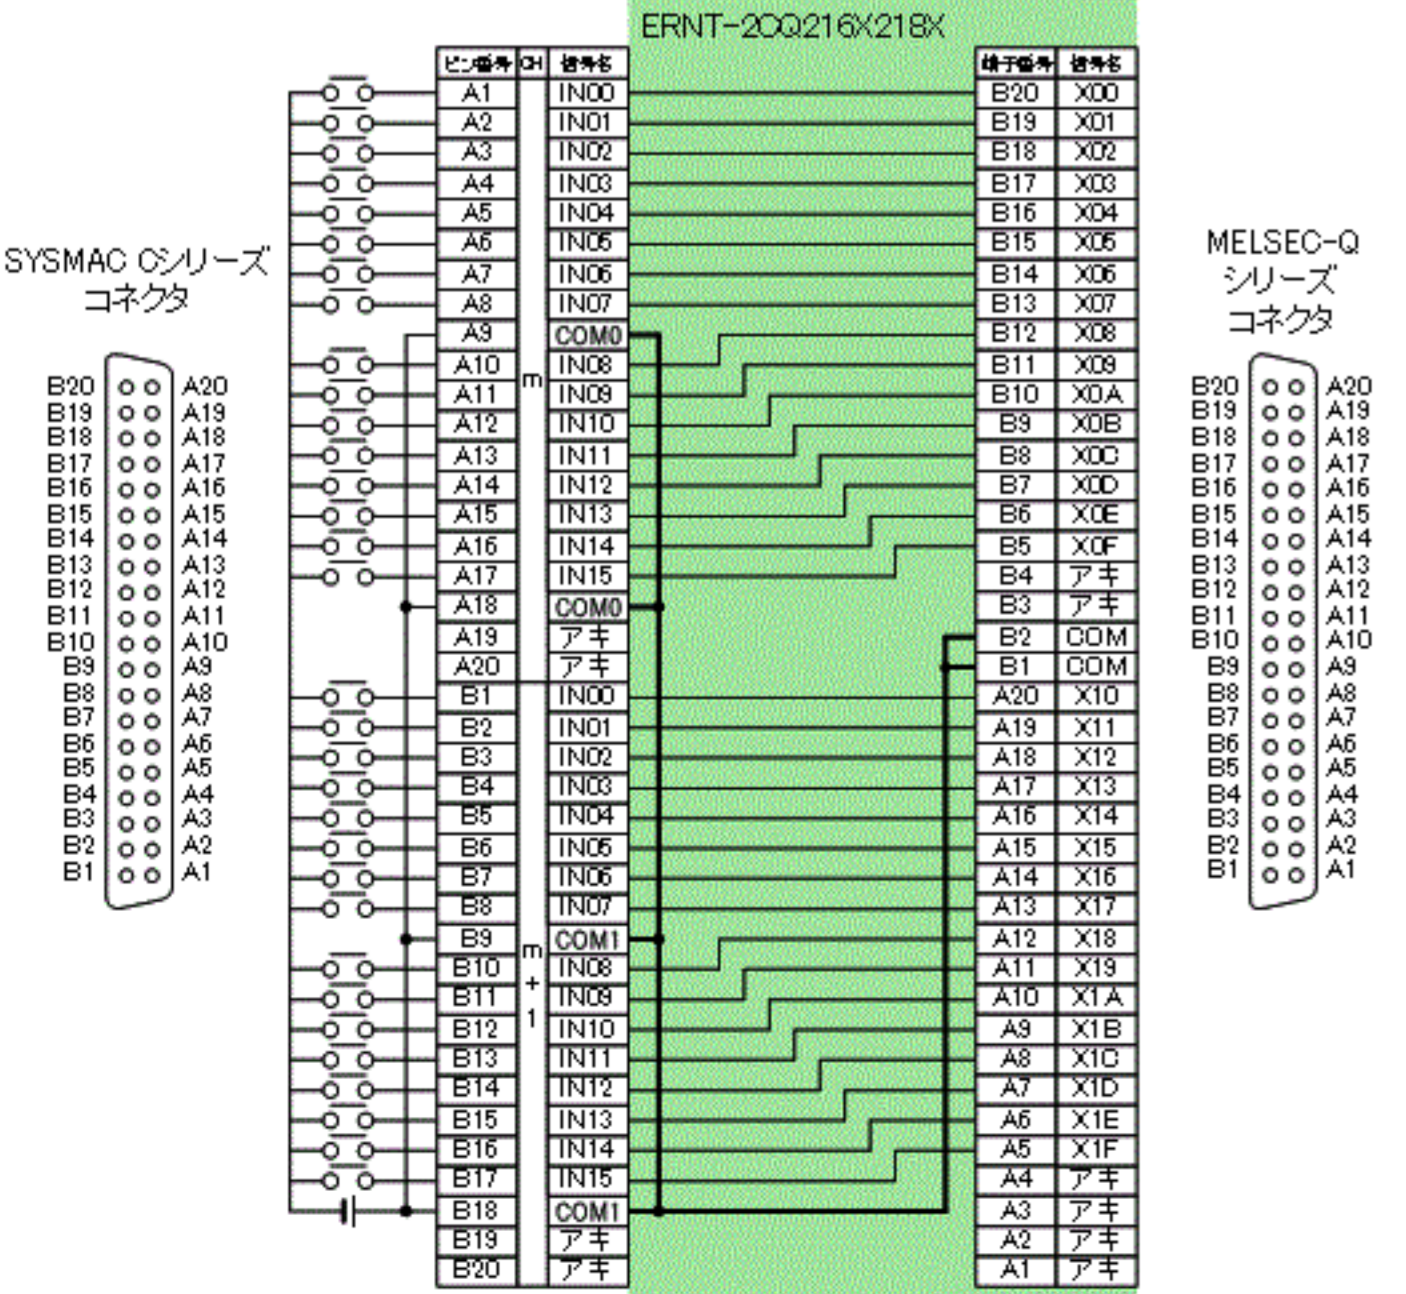 ERNT-2CQ216X218X
ピン番号 CH 信号名 端子番号 信号名
A1 IN00 B20 X00
A2 IN01 B19 X01
A3 IN02 B18 X02
A4 IN03 B17 X03
A5 IN04 B16 X04
A6 IN05 B15 X05
A7 IN06 B14 X06
A8 IN07 B13 X07
A9 COM0 B12 X08
A10 IN08 B11 X09
m
A11 IN09 B10 X0A
A12 IN10 B9 X0B
A13 IN11 B8 X0C
A14 IN12 B7 X0D
A15 IN13 B6 X0E
A16 IN14 B5 X0F
A17 IN15 B4 アキ
A18 COM0 B3 アキ
A19 アキ B2 COM
A20 アキ B1 COM
B1 IN00 A20 X10
B2 IN01 A19 X11
B3 IN02 A18 X12
B4 IN03 A17 X13
B5 IN04 A16 X14
B6 IN05 A15 X15
B7 IN06 A14 X16
B8 IN07 A13 X17
B9 COM1 A12 X18
m
B10 IN08 A11 X19
+
B11 IN09 A10 X1A
1
B12 IN10 A9 X1B
B13 IN11 A8 X1C
B14 IN12 A7 X1D
B15 IN13 A6 X1E
B16 IN14 A5 X1F
B17 IN15 A4 アキ
B18 COM1 A3 アキ
B19 アキ A2 アキ
B20 アキ A1 アキ
SYSMAC Cシリーズ
コネクタ
B20 A20
B19 A19
B18 A18
B17 A17
B16 A16
B15 A15
B14 A14
B13 A13
B12 A12
B11 A11
B10 A10
B9 A9
B8 A8
B7 A7
B6 A6
B5 A5
B4 A4
B3 A3
B2 A2
B1 A1
MELSEC-Q
シリーズ
コネクタ
B20 A20
B19 A19
B18 A18
B17 A17
B16 A16
B15 A15
B14 A14
B13 A13
B12 A12
B11 A11
B10 A10
B9 A9
B8 A8
B7 A7
B6 A6
B5 A5
B4 A4
B3 A3
B2 A2
B1 A1